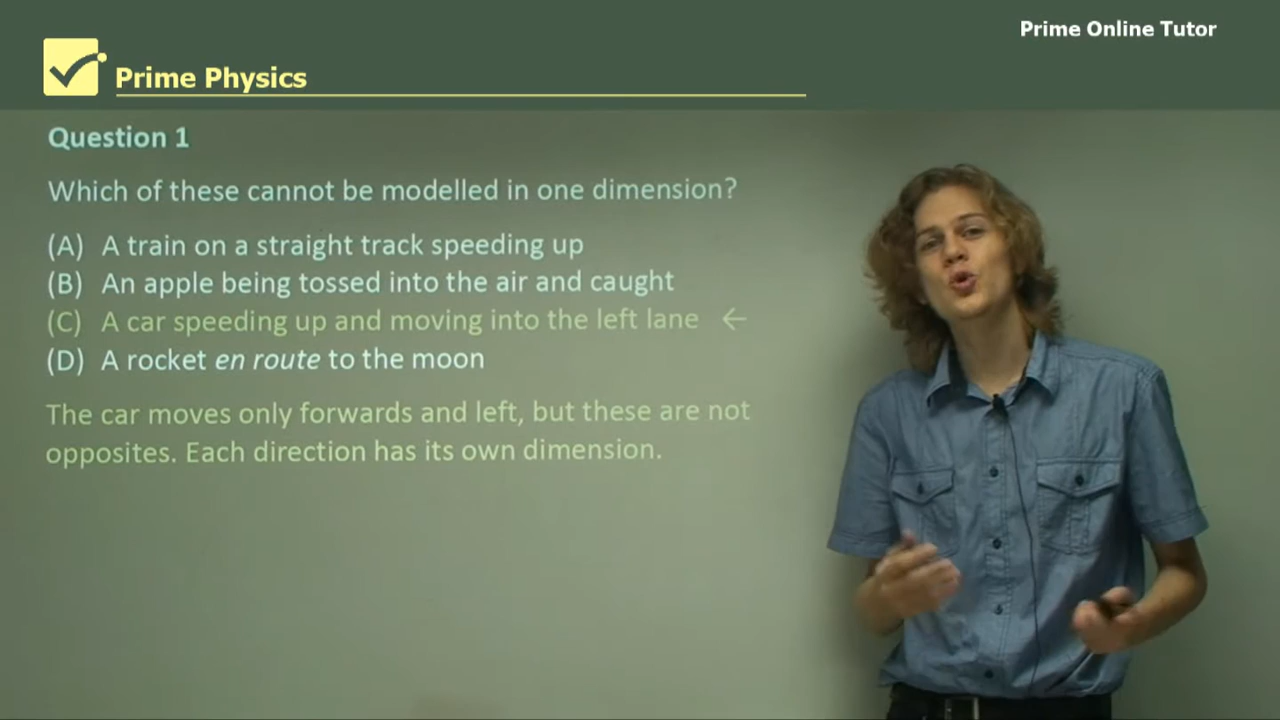 Prime Online Tutor
Prime Physics
Question 1
Which of these cannot be modelled in one dimension?
(A) A train on a straight track speeding up
(B) An apple being tossed into the air and caught
(C) A car speeding up and moving into the left lane ←
(D) A rocket en route to the moon
The car moves only forwards and left, but these are not
opposites. Each direction has its own dimension.